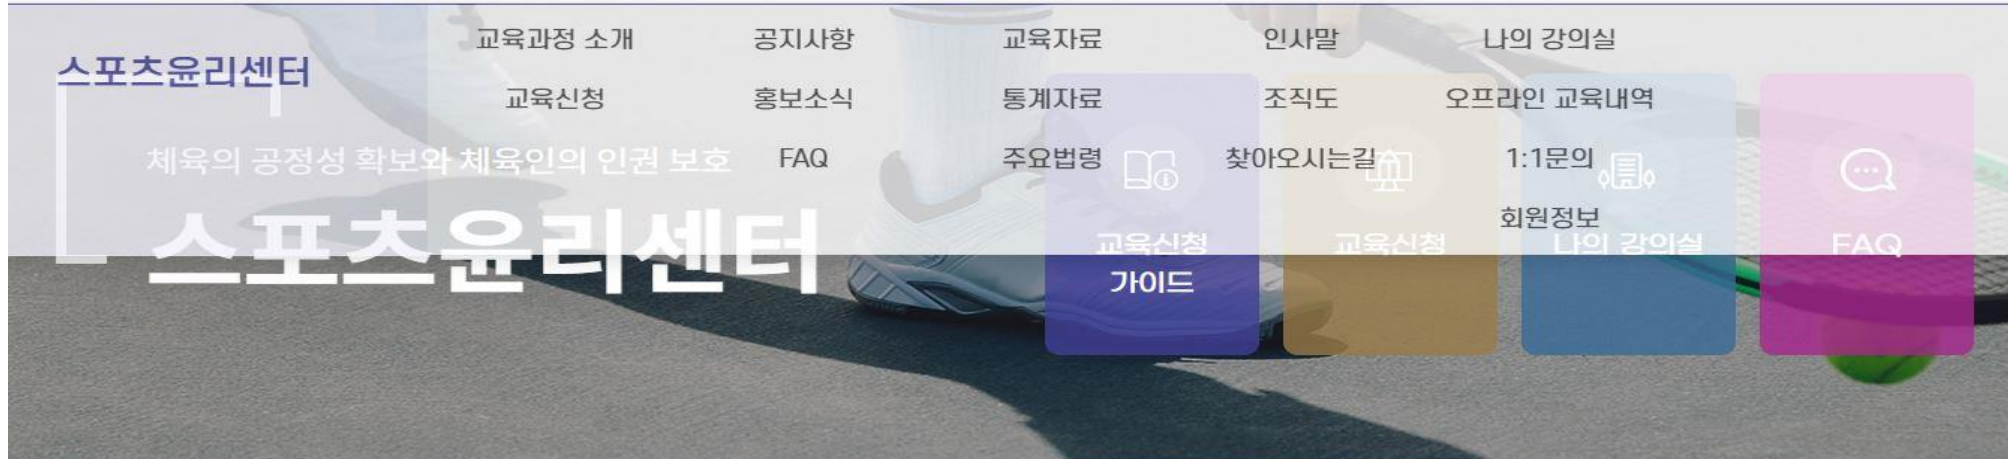 스포츠윤리센터
교육과정 소개
교육신청
공지사항
홍보소식
FAQ
교육자료
통계자료
주요법령
인사말
조직도
찾아오시는길
나의 강의실
오프라인 교육내역
1:1문의
회원정보
체육의 공정성 확보와 체육인의 인권 보호
스포츠윤리센터
교육신청
가이드
교육신청
나의 강의실
FAQ